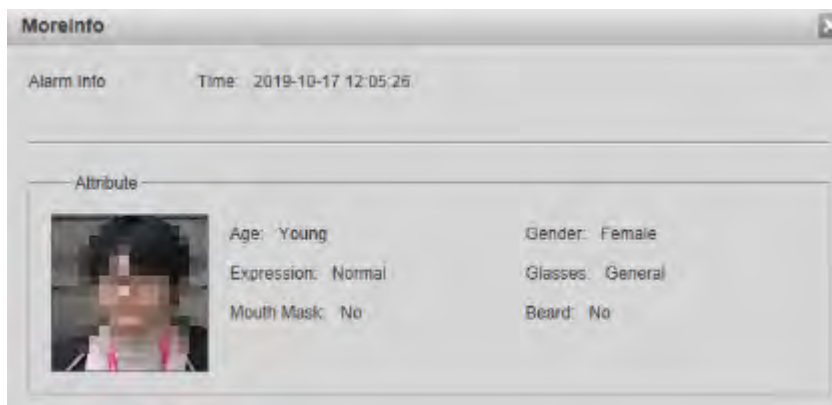 MoreInfo
Alarm Info Time: 2019-10-17 12:05:26
Attribute
Age: Young Gender: Female
Expression: Normal Glasses: General
Mouth Mask: No Beard: No